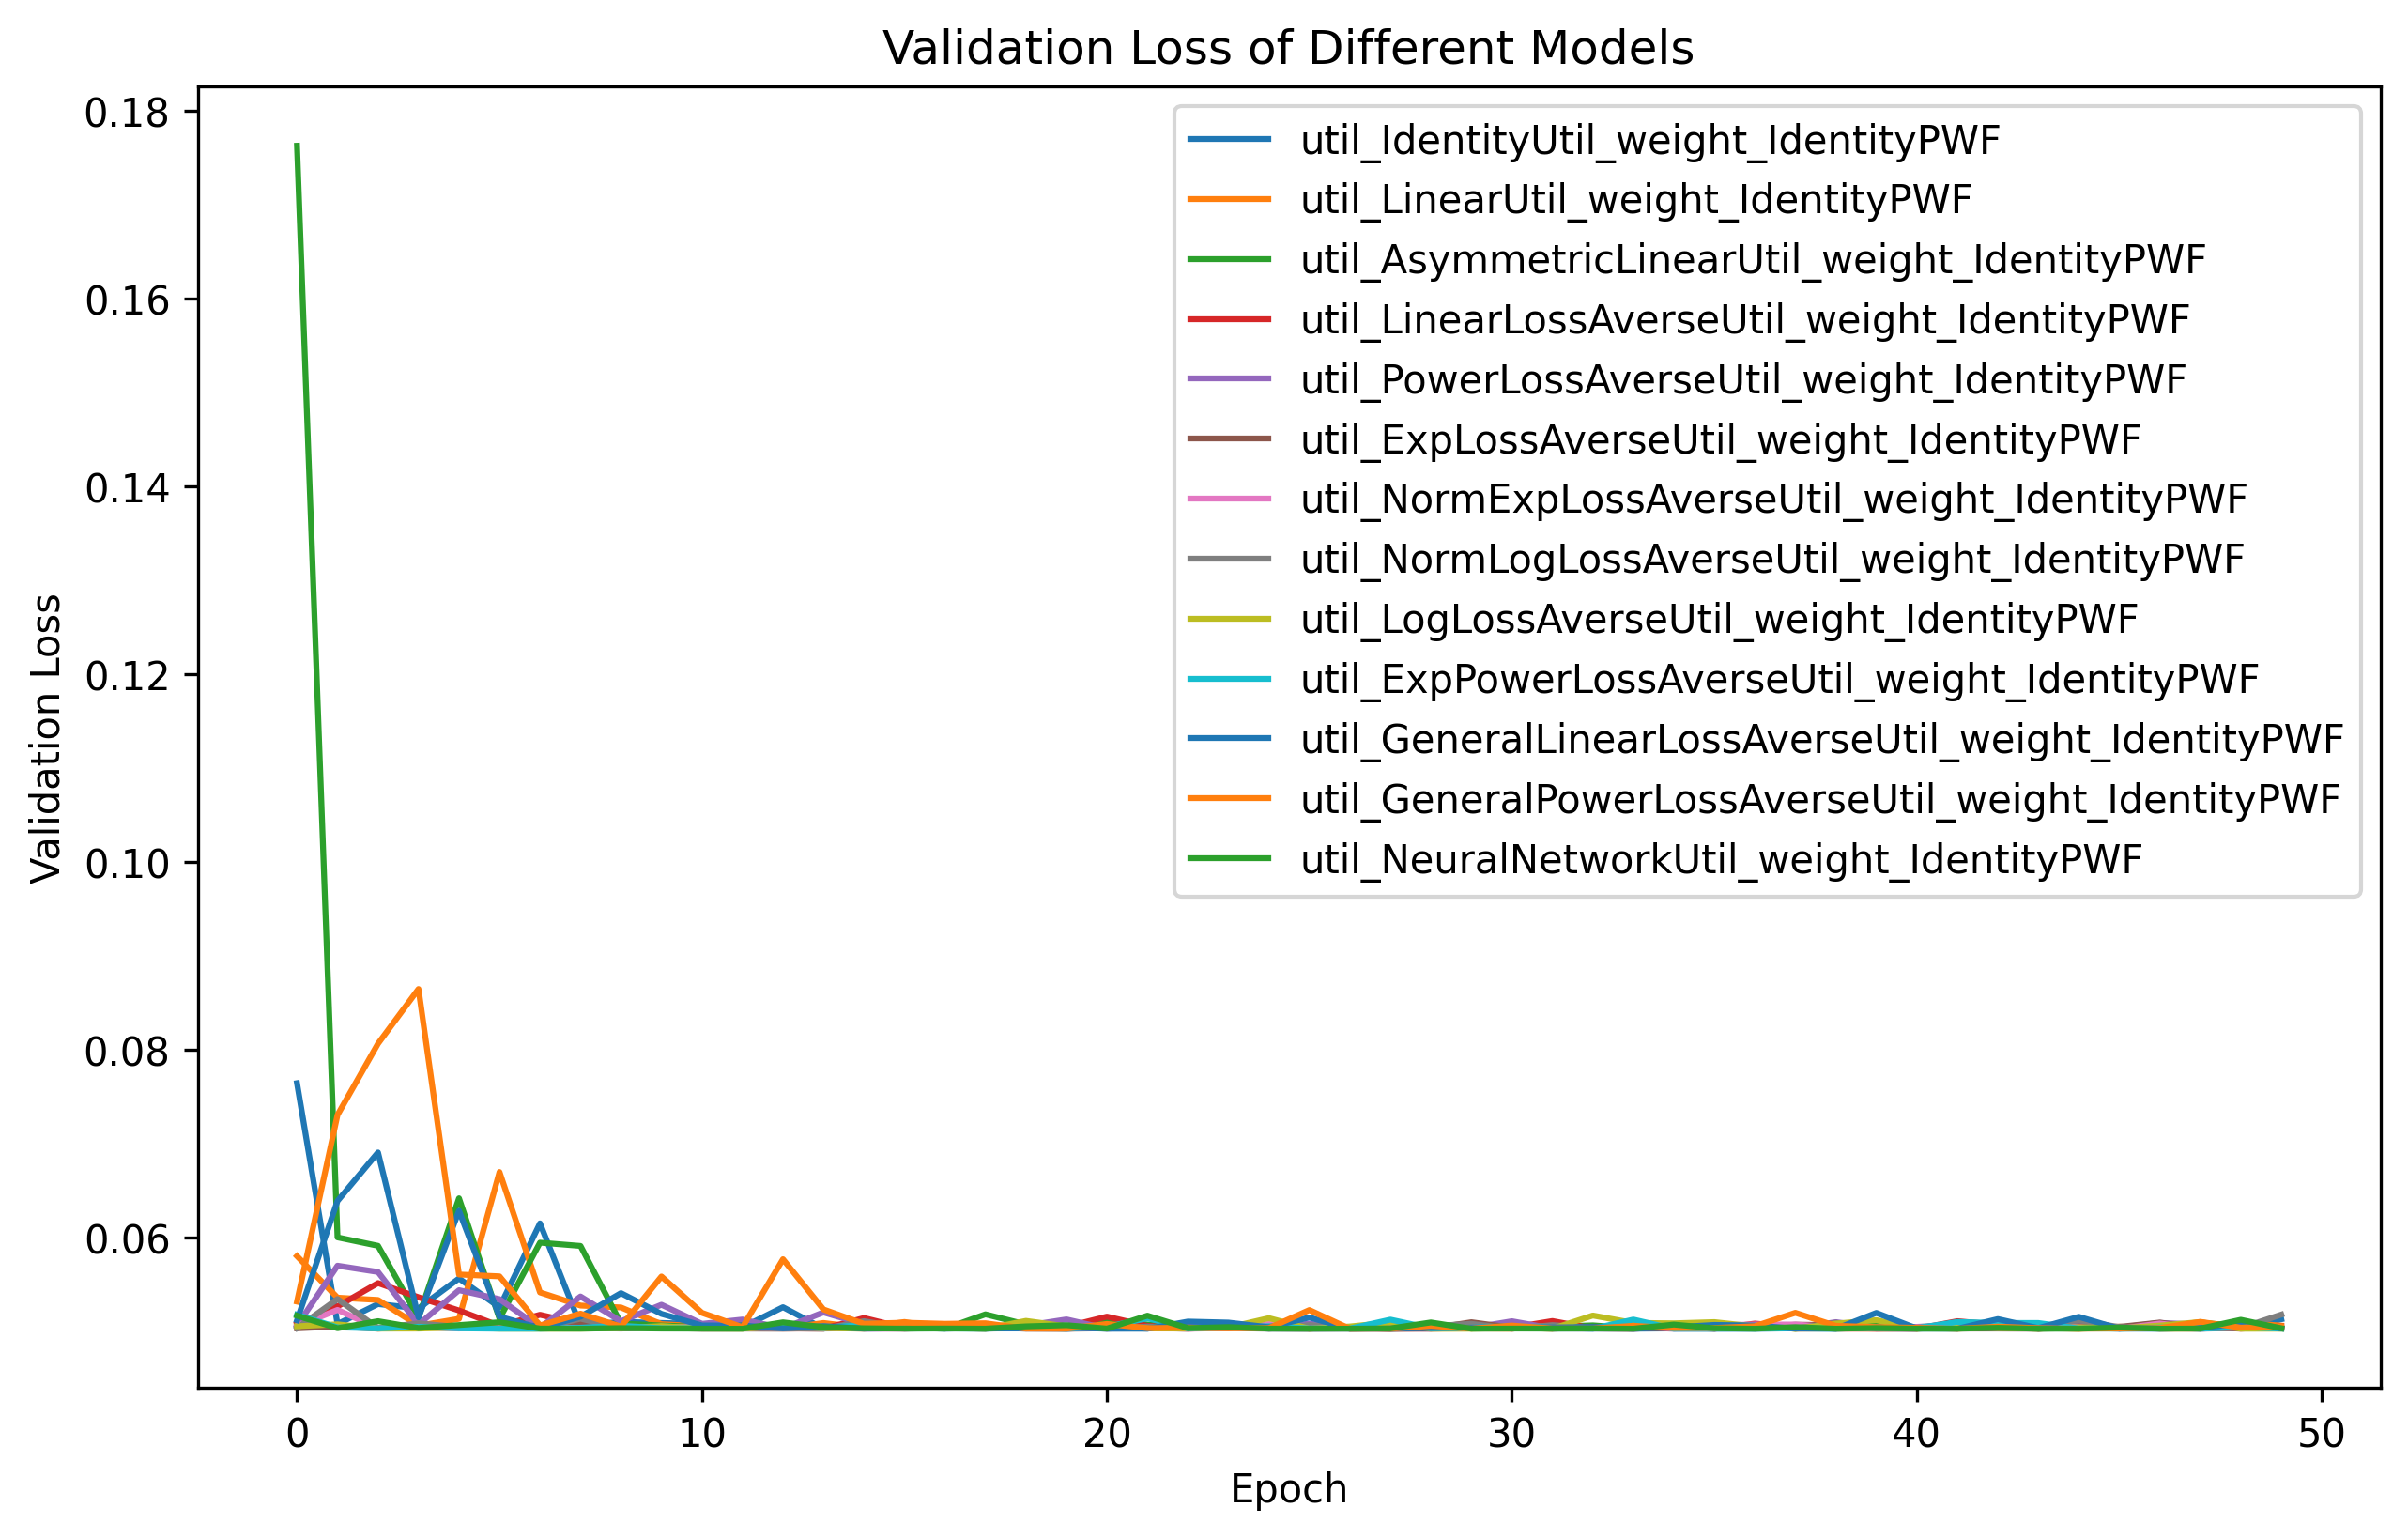 Validation Loss of Different Models
0.18
0.16
0.14
0.12
0.10
0.08
0.06
Validation Loss
util_IdentityUtil_weight_IdentityPWF
util_LinearUtil_weight_IdentityPWF
util_AsymmetricLinearUtil_weight_IdentityPWF
util_LinearLossAverseUtil_weight_IdentityPWF
util_PowerLossAverseUtil_weight_IdentityPWF
util_ExpLossAverseUtil_weight_IdentityPWF
util_NormExpLossAverseUtil_weight_IdentityPWF
util_NormLogLossAverseUtil_weight_IdentityPWF
util_LogLossAverseUtil_weight_IdentityPWF
util_ExpPowerLossAverseUtil_weight_IdentityPWF
util_GeneralLinearLossAverseUtil_weight_IdentityPWF
util_GeneralPowerLossAverseUtil_weight_IdentityPWF
util_NeuralNetworkUtil_weight_IdentityPWF
0 10 20 30 40 50
Epoch